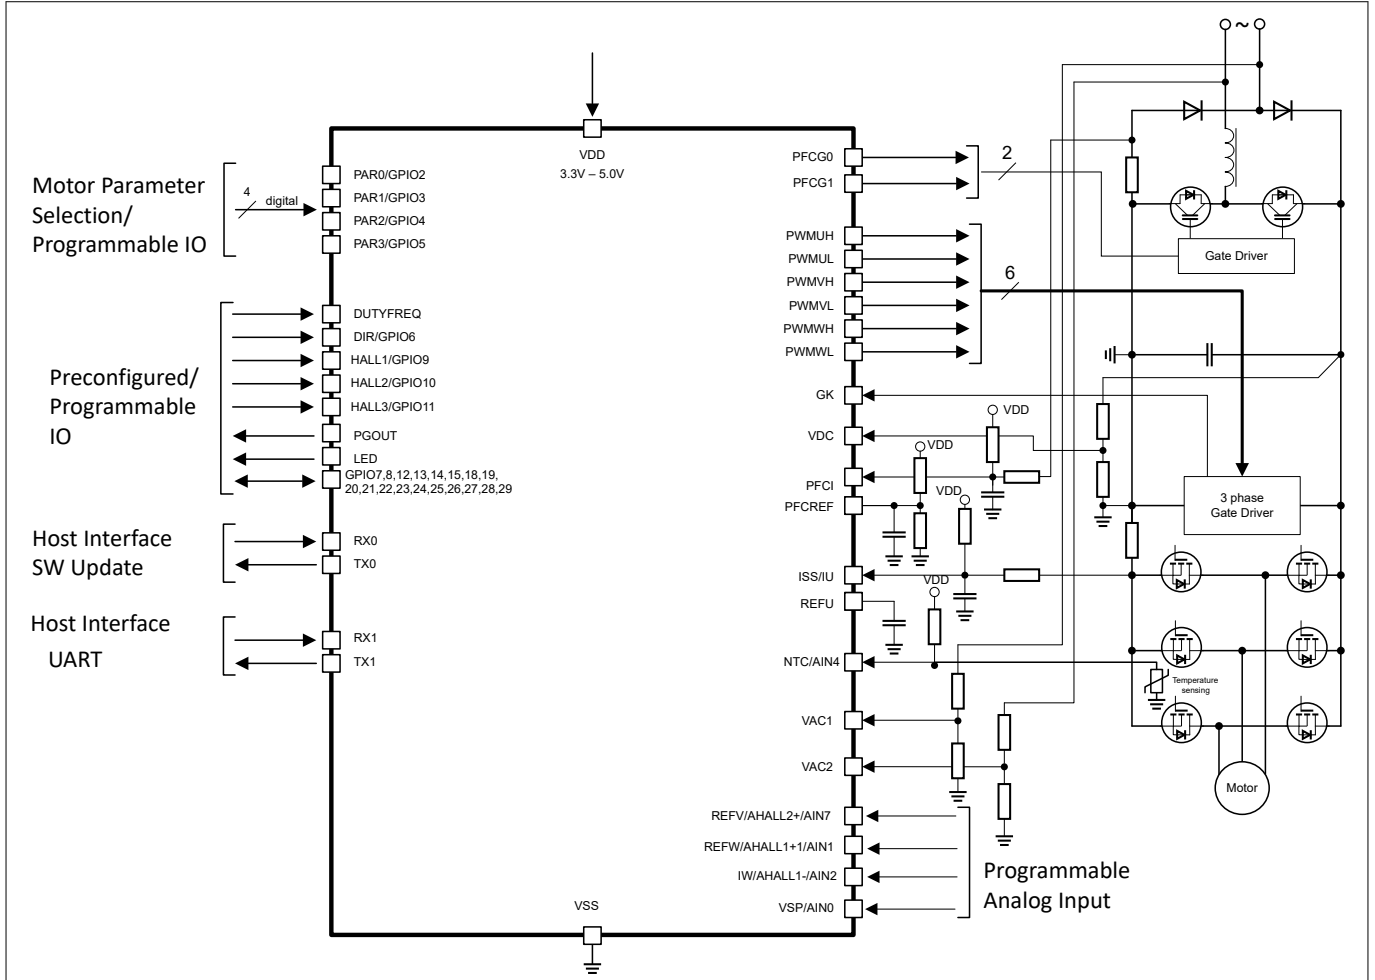 ~
VDD
3.3V – 5.0V
Motor Parameter
Selection/
Programmable IO
4
digital
PAR0/GPIO2
PAR1/GPIO3
PAR2/GPIO4
PAR3/GPIO5
Preconfigured/
Programmable
IO
DUTYFREQ
DIR/GPIO6
HALL1/GPIO9
HALL2/GPIO10
HALL3/GPIO11
PGOUT
LED
GPIO7,8,12,13,14,15,18,19,
20,21,22,23,24,25,26,27,28,29
Host Interface
SW Update
RX0
TX0
Host Interface
UART
RX1
TX1
VSS
PFCG0
PFCG1
2
PWMUH
PWMUL
PWMVH
PWMVL
PWMWH
PWMWL
6
GK
VDC
PFCI
PFCREF
ISS/IU
REFU
NTC/AIN4
VAC1
VAC2
REFV/AHALL2+/AIN7
REFW/AHALL1+1/AIN1
IW/AHALL1-/AIN2
VSP/AIN0
Programmable
Analog Input
VDD
VDD
VDD
VDD
Gate Driver
3 phase
Gate Driver
Temperature
sensing
Motor